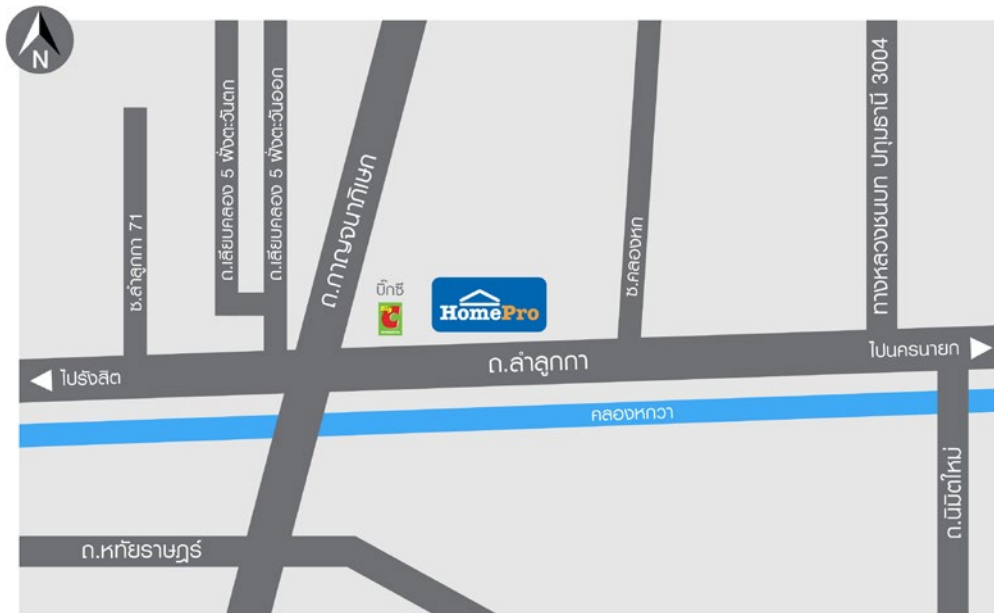 N
ซ.ลำลูกกา 71
ถ.เลียบคลอง 5 ฝั่งตะวันตก
ถ.เลียบคลอง 5 ฝั่งตะวันออก
ถ.กาญจนาภิเษก
ซ.คลองหก
ทางหลวงชนบท ปทุมธานี 3004
บิ๊กซี
Big C
HomePro
ไปรังสิต
ถ.ลำลูกกา
ไปนครนายก
คลองหกวา
ถ.นิมิตใหม่
ถ.หทัยราษฎร์